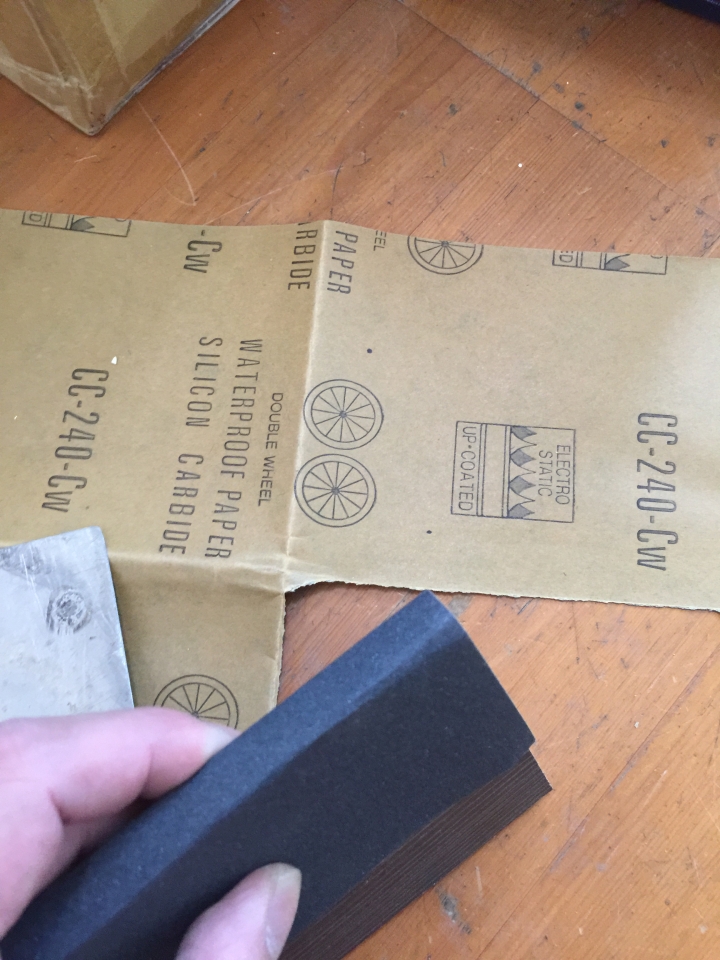 -CW
RBIDE
PAPER
EEL
CC-240-CW
SILICON CARBIDE
WATERPROOF PAPER
DOUBLE WHEEL
UP-COATED
ELECTRO
STATIC
CC-240-CW